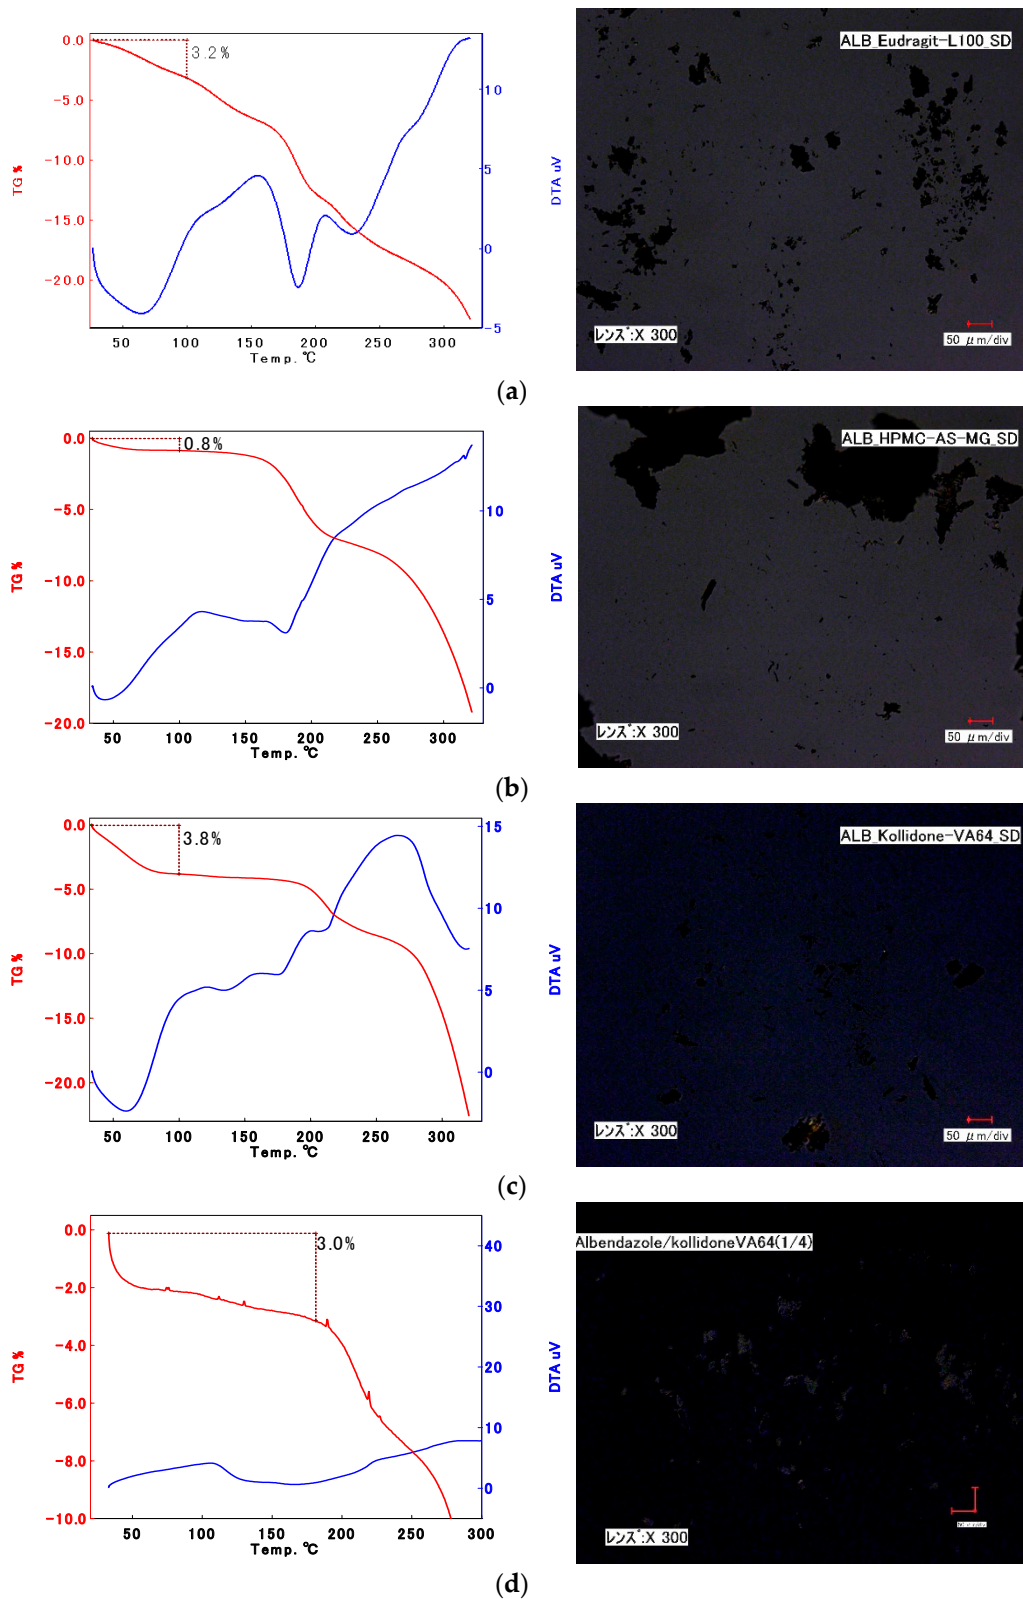 0.0
-5.0
-10.0
-15.0
-20.0
TG %
3.2%
10
5
0
-5
DTA uV
50 100 150 200 250 300
Temp. ℃
ALB_Eudragit-L100_SD
レンズ:X 300
50 μm/div
(a)
0.0
-5.0
-10.0
-15.0
-20.0
TG %
0.8%
10
5
0
DTA uV
50 100 150 200 250 300
Temp. ℃
ALB_HPMC-AS-MG_SD
レンズ:X 300
50 μm/div
(b)
0.0
-5.0
-10.0
-15.0
-20.0
TG %
3.8%
15
10
5
0
DTA uV
50 100 150 200 250 300
Temp. ℃
ALB_Kollidone-VA64_SD
レンズ:X 300
50 μm/div
(c)
0.0
-2.0
-4.0
-6.0
-8.0
-10.0
TG %
3.0%
40
30
20
10
0
DTA uV
50 100 150 200 250 300
Temp. ℃
Albendazole/kollidoneVA64(1/4)
レンズ:X 300
(d)